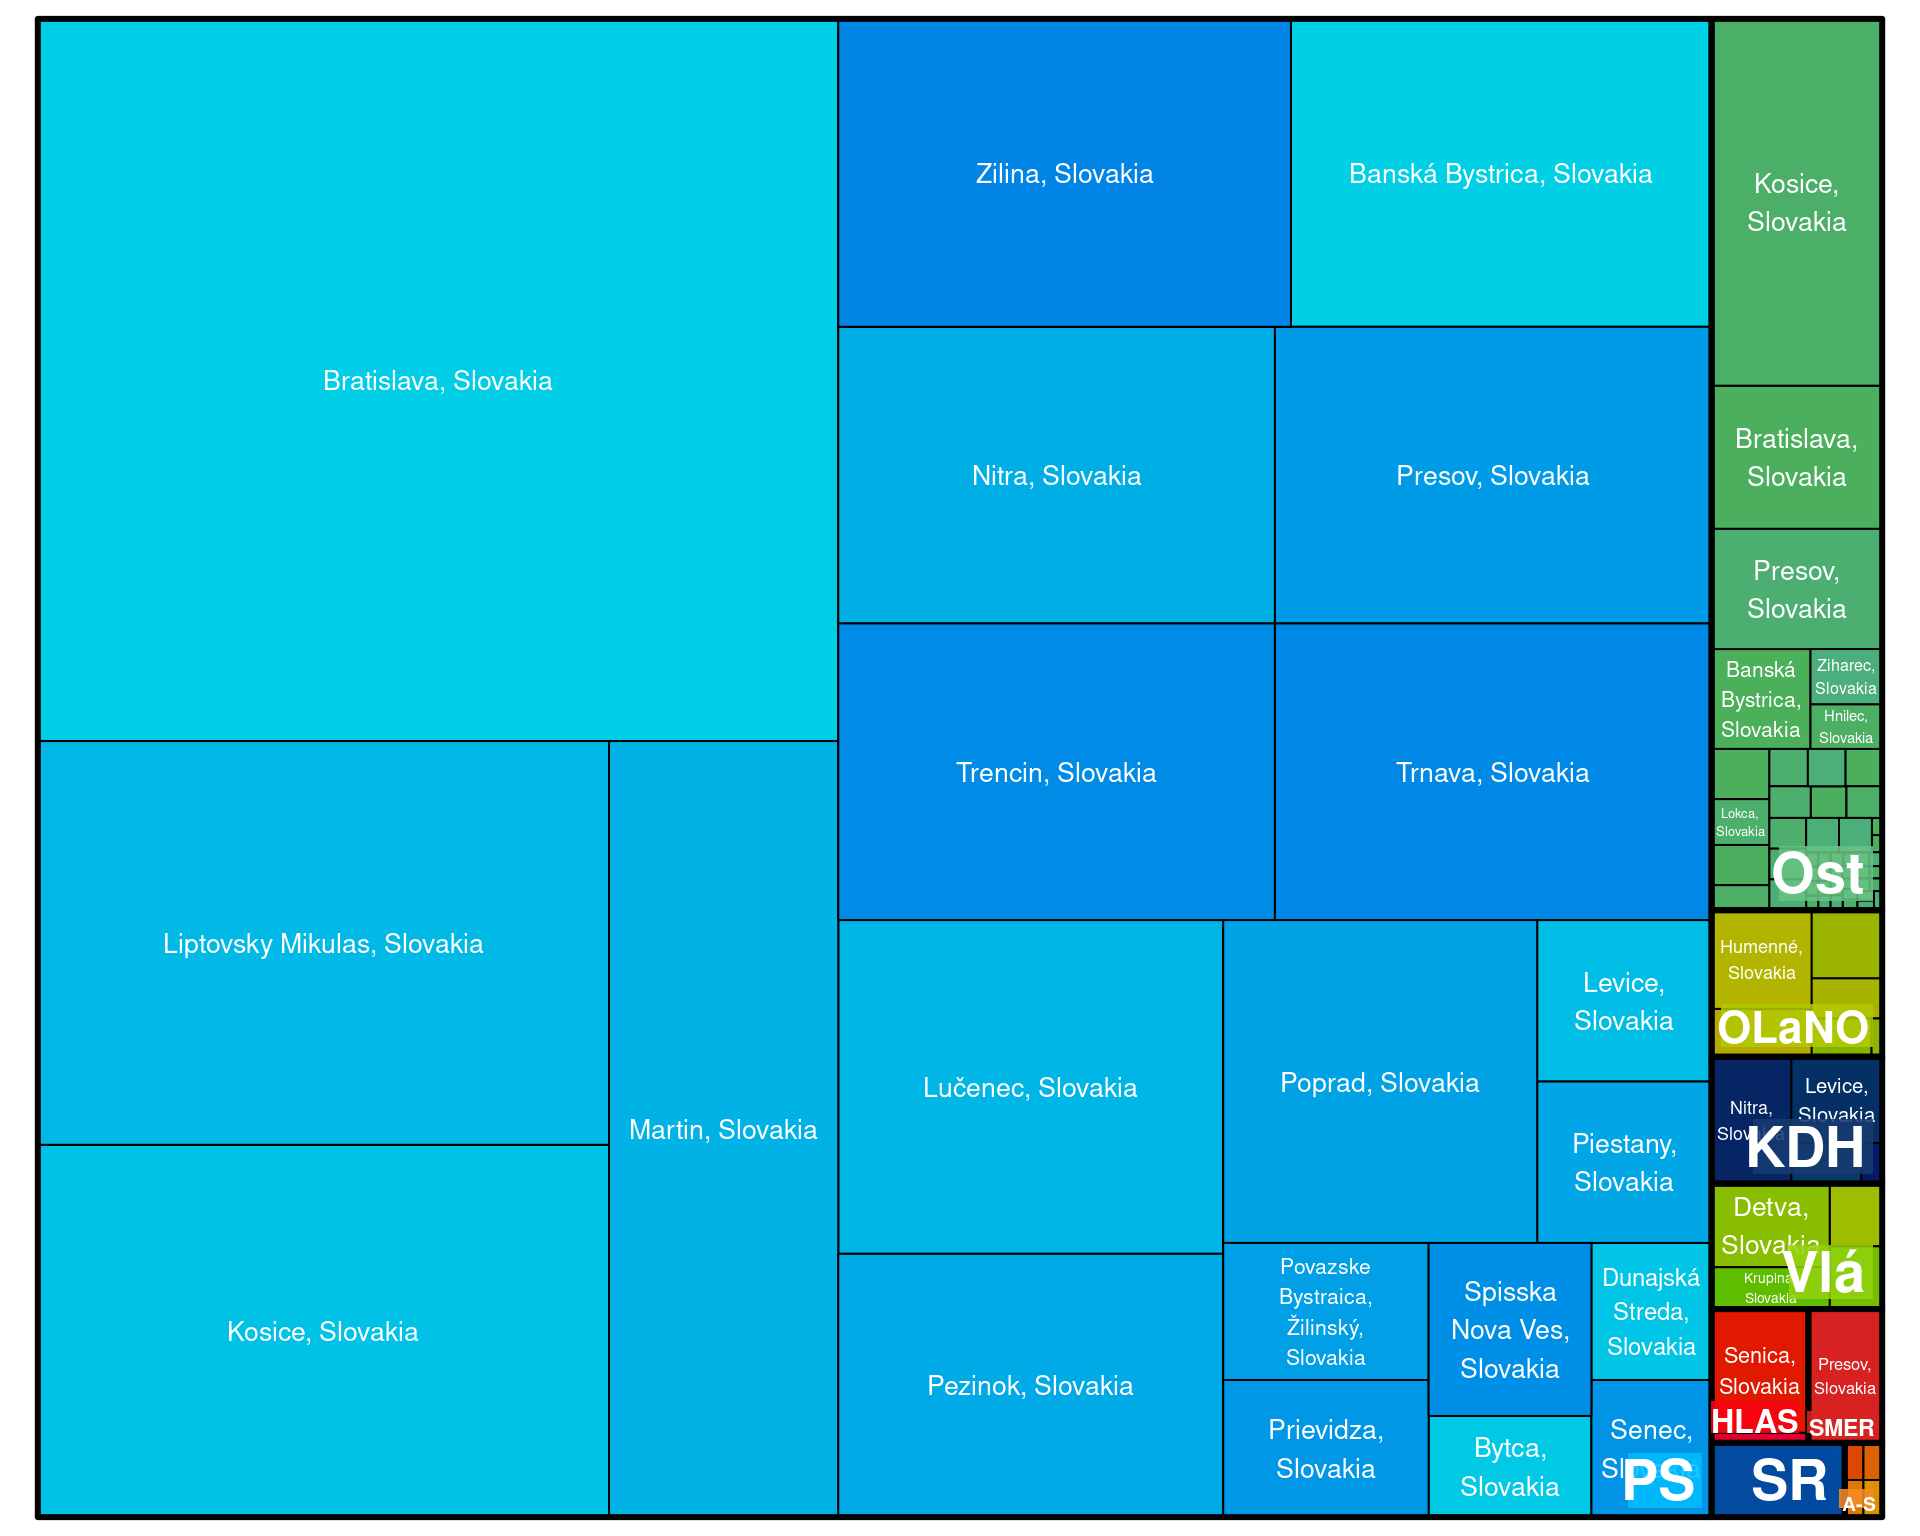 Bratislava, Slovakia
Zilina, Slovakia
Banská Bystrica, Slovakia
Nitra, Slovakia
Presov, Slovakia
Trencin, Slovakia
Trnava, Slovakia
Liptovsky Mikulas, Slovakia
Martin, Slovakia
Kosice, Slovakia
Lučenec, Slovakia
Pezinok, Slovakia
Poprad, Slovakia
Levice,
Slovakia
Piestany,
Slovakia
Povazske
Bystraica,
Žilinský,
Slovakia
Prievidza,
Slovakia
Spisska
Nova Ves,
Slovakia
Bytca,
Slovakia
Dunajská
Streda,
Slovakia
Senec,
Slovakia
PS
Kosice,
Slovakia
Bratislava,
Slovakia
Presov,
Slovakia
Banská
Bystrica,
Slovakia
Ziharec,
Slovakia
Hnilec,
Slovakia
Lokca,
Slovakia
Ost
Humenné,
Slovakia
OLaNO
Nitra,
Slovakia
Levice,
Slovakia
KDH
Detva,
Slovakia
Krupina,
Slovakia
Vlá
Senica,
Slovakia
HLAS
Presov,
Slovakia
SMER
SR
A-S